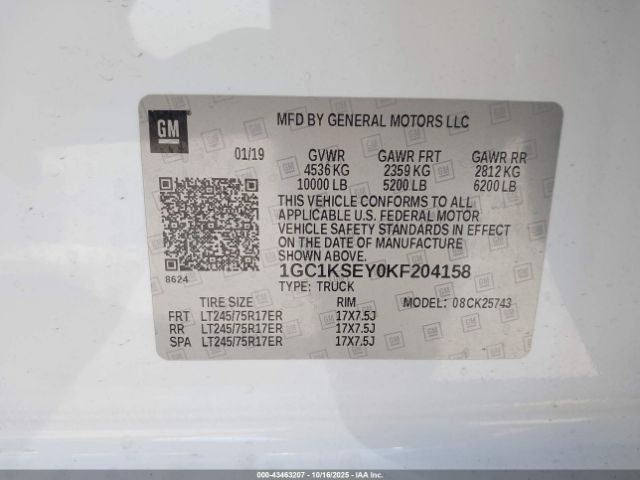 GM
MFD BY GENERAL MOTORS LLC
01/19 GVWR GAWR FRT GAWR RR
4536 KG 2359 KG 2812 KG
10000 LB 5200 LB 6200 LB
THIS VEHICLE CONFORMS TO ALL
APPLICABLE U.S. FEDERAL MOTOR
VEHICLE SAFETY STANDARDS IN EFFECT
ON THE DATE OF MANUFACTURE
SHOWN ABOVE.
8624
1GC1KSEY0KF204158
TYPE: TRUCK
MODEL: 08CK25743
TIRE SIZE RIM
FRT LT245/75R17ER 17X7.5J
RR LT245/75R17ER 17X7.5J
SPA LT245/75R17ER 17X7.5J
000-43463207 - 10/16/2025 - IAAI.com